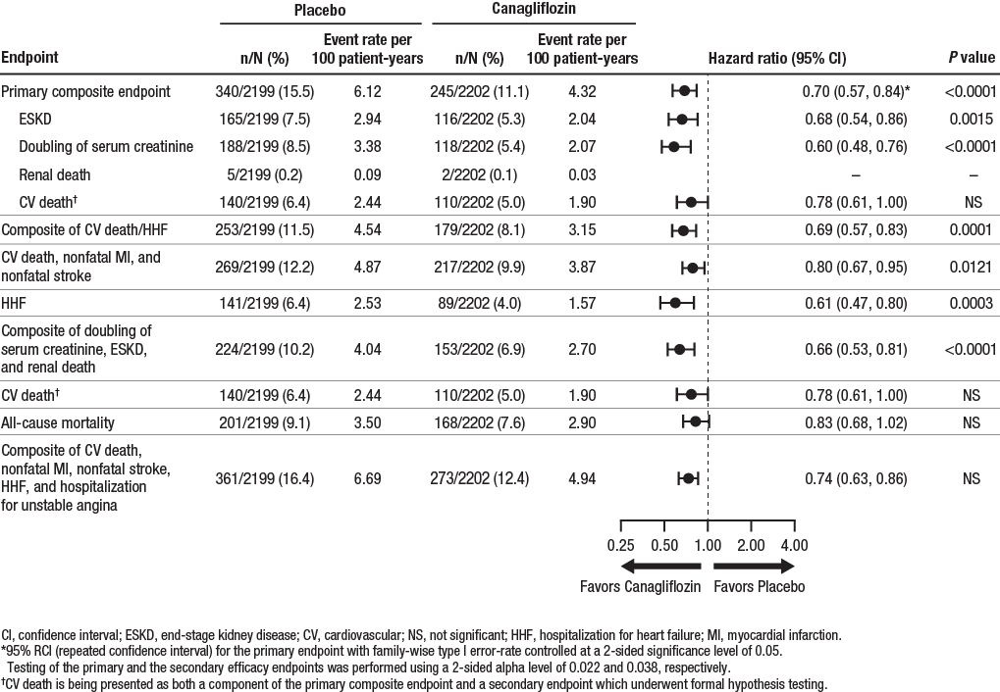 Placebo Canagliflozin
Endpoint n/N (%) Event rate per 100 patient-years n/N (%) Event rate per 100 patient-years Hazard ratio (95% CI) P value
Primary composite endpoint 340/2199 (15.5) 6.12 245/2202 (11.1) 4.32 0.70 (0.57, 0.84)* <0.0001
ESKD 165/2199 (7.5) 2.94 116/2202 (5.3) 2.04 0.68 (0.54, 0.86) 0.0015
Doubling of serum creatinine 188/2199 (8.5) 3.38 118/2202 (5.4) 2.07 0.60 (0.48, 0.76) <0.0001
Renal death 5/2199 (0.2) 0.09 2/2202 (0.1) 0.03 – –
CV death† 140/2199 (6.4) 2.44 110/2202 (5.0) 1.90 0.78 (0.61, 1.00) NS
Composite of CV death/HHF 253/2199 (11.5) 4.54 179/2202 (8.1) 3.15 0.69 (0.57, 0.83) 0.0001
CV death, nonfatal MI, and
nonfatal stroke 269/2199 (12.2) 4.87 217/2202 (9.9) 3.87 0.80 (0.67, 0.95) 0.0121
HHF 141/2199 (6.4) 2.53 89/2202 (4.0) 1.57 0.61 (0.47, 0.80) 0.0003
Composite of doubling of
serum creatinine, ESKD, 224/2199 (10.2) 4.04 153/2202 (6.9) 2.70 0.66 (0.53, 0.81) <0.0001
and renal death
CV death† 140/2199 (6.4) 2.44 110/2202 (5.0) 1.90 0.78 (0.61, 1.00) NS
All-cause mortality 201/2199 (9.1) 3.50 168/2202 (7.6) 2.90 0.83 (0.68, 1.02) NS
Composite of CV death,
nonfatal MI, nonfatal stroke, 361/2199 (16.4) 6.69 273/2202 (12.4) 4.94 0.74 (0.63, 0.86) NS
HHF, and hospitalization
for unstable angina
0.25 0.50 1.00 2.00 4.00
Favors Canagliflozin Favors Placebo
CI, confidence interval; ESKD, end-stage kidney disease; CV, cardiovascular; NS, not significant; HHF, hospitalization for heart failure; MI, myocardial infarction.
*95% RCI (repeated confidence interval) for the primary endpoint with family-wise type I error-rate controlled at a 2-sided significance level of 0.05.
Testing of the primary and the secondary efficacy endpoints was performed using a 2-sided alpha level of 0.022 and 0.038, respectively.
†CV death is being presented as both a component of the primary composite endpoint and a secondary endpoint which underwent formal hypothesis testing.